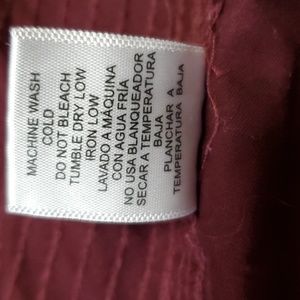 MACHINE WASH
COLD
DO NOT BLEACH
TUMBLE DRY LOW
IRON LOW
LAVADO A MÁQUINA
CON AGUA FRIA
NO USA BLANQUEADOR
SECAR A TEMPERATURA
BAJA
PLANCHAR A
TEMPERATURA BAJA